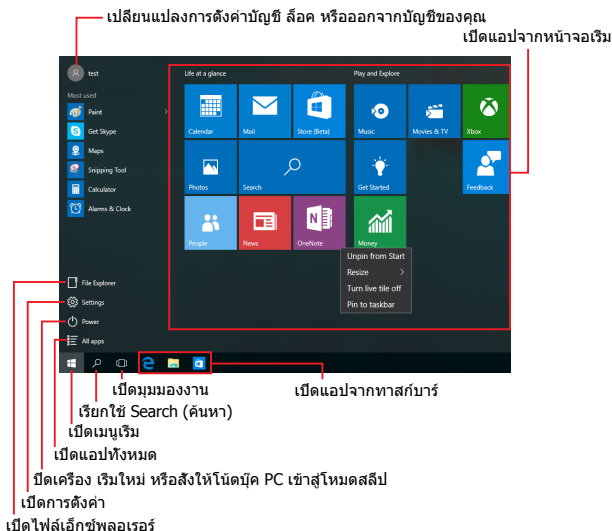 เปลี่ยนแปลงการตั้งค่าบัญชี ล็อค หรือออกจากบัญชีของคุณ
เปิดแอปจากหน้าจอเริ่ม
test
Life at a glance
Play and Explore
Most used
Paint
Get Skype
Maps
Snipping Tool
Calculator
Alarms & Clock
Calendar
Mail
Store (Beta)
Music
Movies & TV
Xbox
Photos
Search
Get Started
Feedback
People
News
OneNote
Money
Unpin from Start
Resize
Turn live tile off
Pin to taskbar
File Explorer
Settings
Power
All apps
เปิดมุมมองงาน
เปิดแอปจากทาสก์บาร์
เรียกใช้ Search (ค้นหา)
เปิดเมนูเริ่ม
เปิดแอปทั้งหมด
ปิดเครื่อง เริ่มใหม่ หรือสั่งให้โน้ตบุ๊ค PC เข้าสู่โหมดสลีป
เปิดการตั้งค่า
เปิดไฟล์เอ็กซ์พลอเรอร์